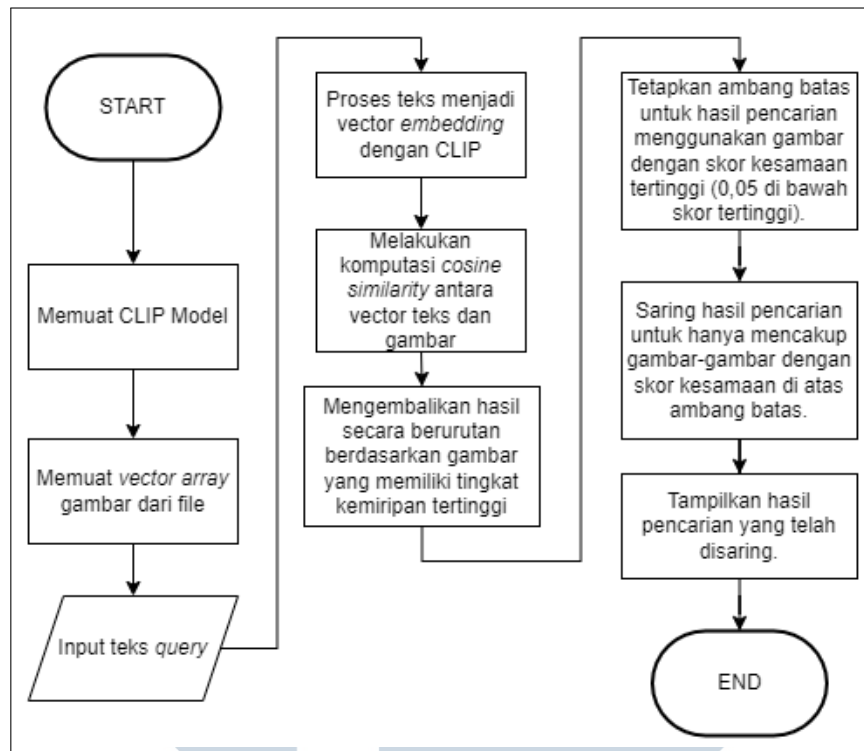 START
Memuat CLIP Model
Memuat vector array
gambar dari file
Input teks query
Proses teks menjadi
vector embedding
dengan CLIP
Melakukan
komputasi cosine
similarity antara
vector teks dan
gambar
Mengembalikan hasil
secara berurutan
berdasarkan gambar
yang memiliki tingkat
kemiripan tertinggi
Tetapkan ambang batas
untuk hasil pencarian
menggunakan gambar
dengan skor kesamaan
tertinggi (0,05 di bawah
skor tertinggi).
Saring hasil pencarian
untuk hanya mencakup
gambar-gambar dengan
skor kesamaan di atas
ambang batas.
Tampilkan hasil
pencarian yang telah
disaring.
END